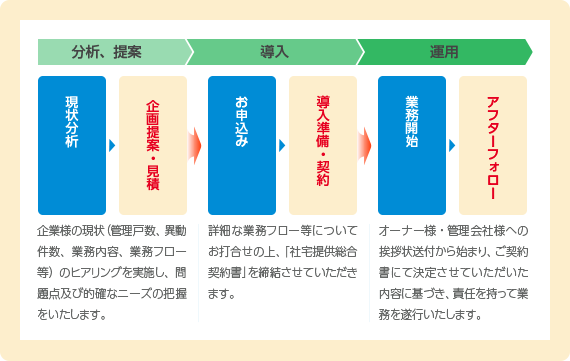 分析、提案
導入
運用
現状分析
企画提案・見積
お申込み
導入準備・契約
業務開始
アフターフォロー
企業様の現状（管理戸数、異動
件数、業務内容、業務フロー
等）のヒアリングを実施し、問
題点及び的確なニーズの把握
をいたします。
詳細な業務フロー等について
お打合せの上、「社宅提供総合
契約書」を締結させていただき
ます。
オーナー様・管理会社様への
挨拶状送付から始まり、ご契約
書にて決定させていただいた
内容に基づき、責任を持って業
務を遂行いたします。